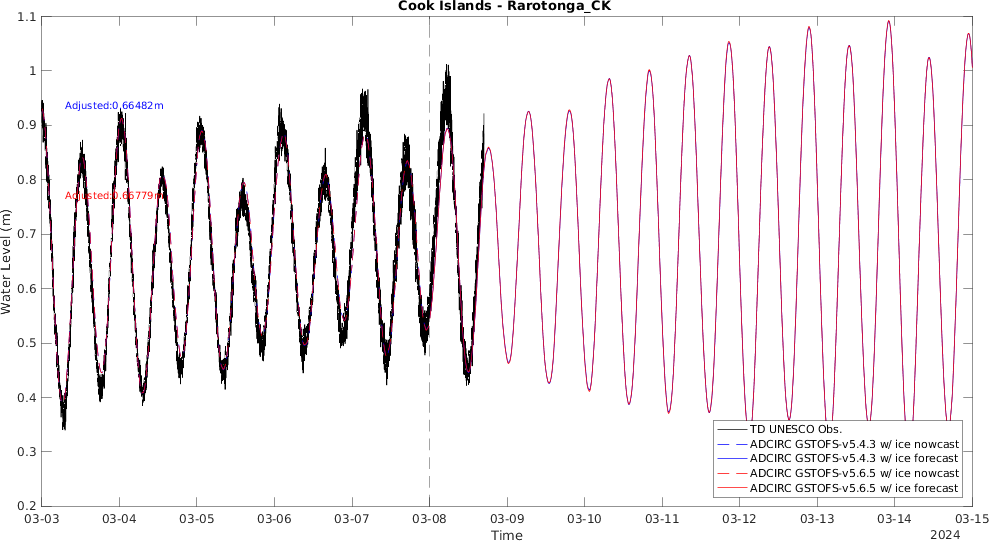 Cook Islands - Rarotonga_CK
Water Level (m)
1.1
1
0.9
0.8
0.7
0.6
0.5
0.4
0.3
0.2
Adjusted:0.66482m
Adjusted:0.66779m
TD UNESCO Obs.
ADCIRC GSTOFS-v5.4.3 w/ ice nowcast
ADCIRC GSTOFS-v5.4.3 w/ ice forecast
ADCIRC GSTOFS-v5.6.5 w/ ice nowcast
ADCIRC GSTOFS-v5.6.5 w/ ice forecast
03-03 03-04 03-05 03-06 03-07 03-08 03-09 03-10 03-11 03-12 03-13 03-14 03-15
Time
2024